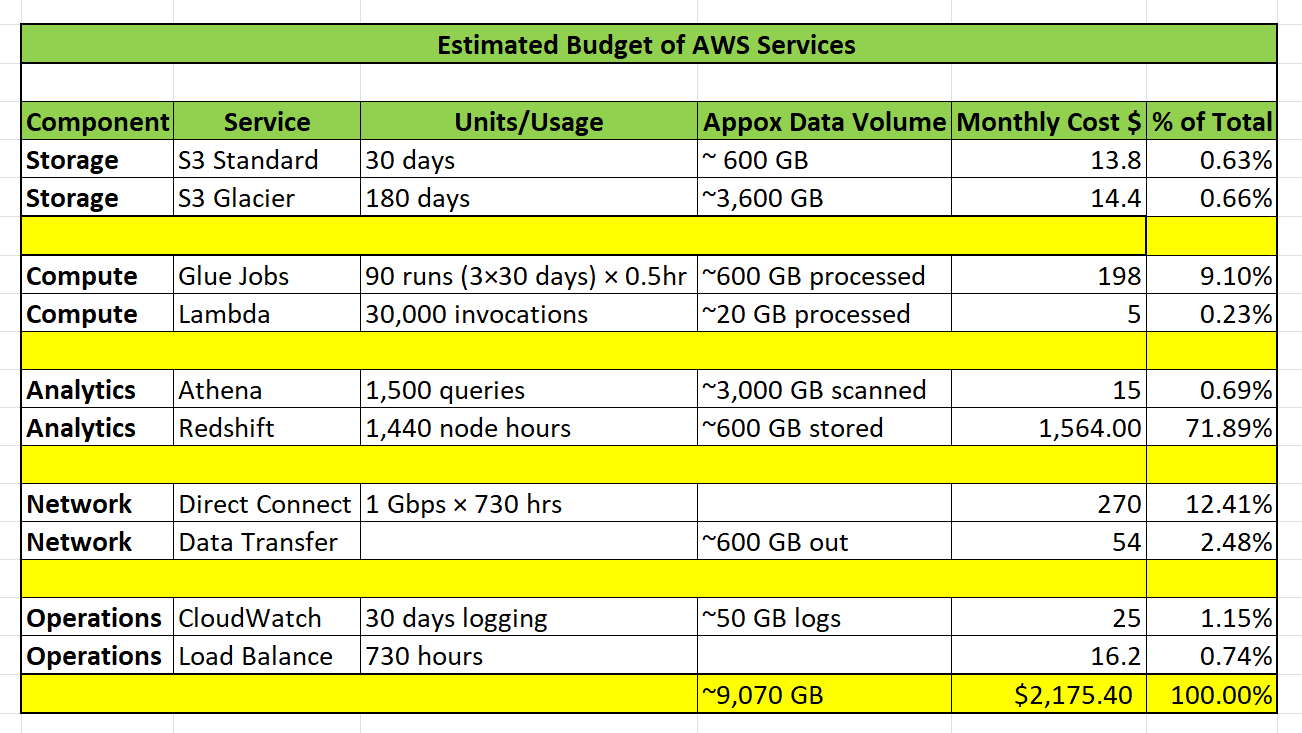 Estimated Budget of AWS Services
Component Service Units/Usage Appox Data Volume Monthly Cost $ % of Total
Storage S3 Standard 30 days ~ 600 GB 13.8 0.63%
Storage S3 Glacier 180 days ~3,600 GB 14.4 0.66%
Compute Glue Jobs 90 runs (3×30 days) × 0.5hr ~600 GB processed 198 9.10%
Compute Lambda 30,000 invocations ~20 GB processed 5 0.23%
Analytics Athena 1,500 queries ~3,000 GB scanned 15 0.69%
Analytics Redshift 1,440 node hours ~600 GB stored 1,564.00 71.89%
Network Direct Connect 1 Gbps × 730 hrs 270 12.41%
Network Data Transfer ~600 GB out 54 2.48%
Operations CloudWatch 30 days logging ~50 GB logs 25 1.15%
Operations Load Balance 730 hours 16.2 0.74%
~9,070 GB $2,175.40 100.00%